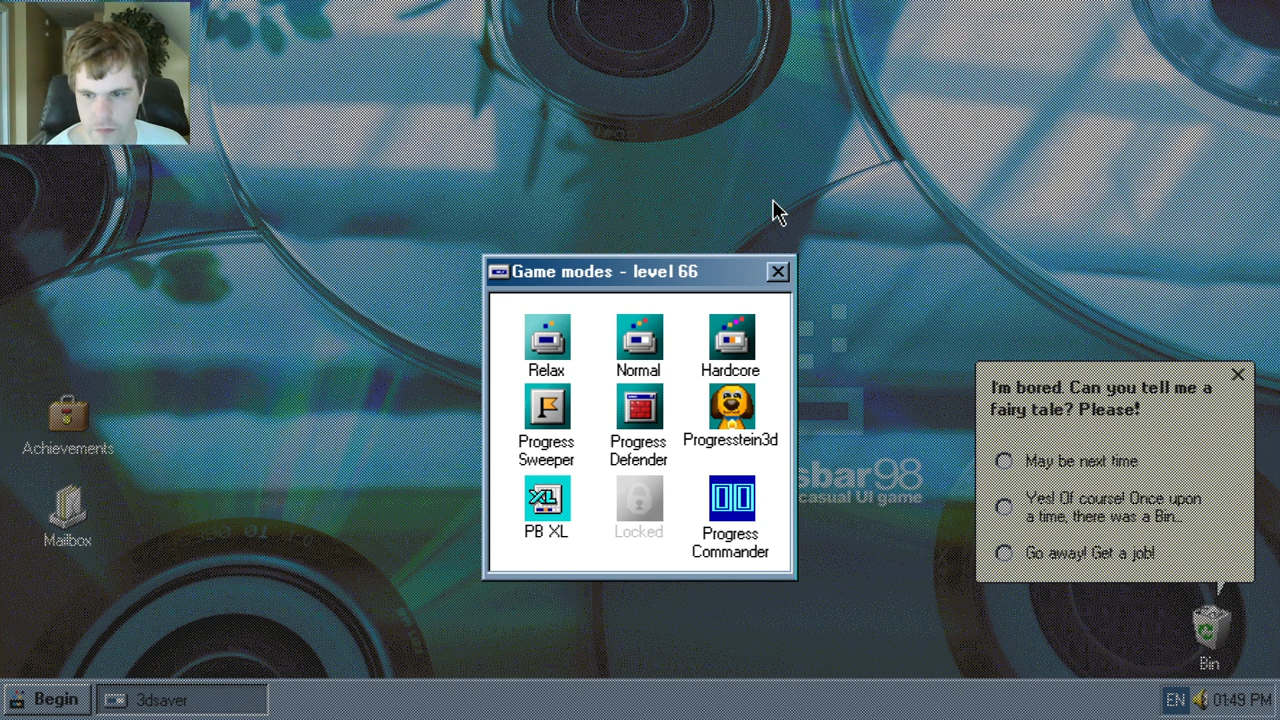 Game modes - level 66
Relax
Normal
Hardcore
Progress
Sweeper
Progress
Defender
Progresstein3d
XL
PB XL
Locked
Progress
Commander
sbar98
casual UI game
I'm bored. Can you tell me a
fairy tale? Please!
May be next time
Yes! Of course! Once upon
a time, there was a Bin...
Go away! Get a job!
Achievements
Mailbox
Bin
Begin
3dsaver
EN
01:49 PM